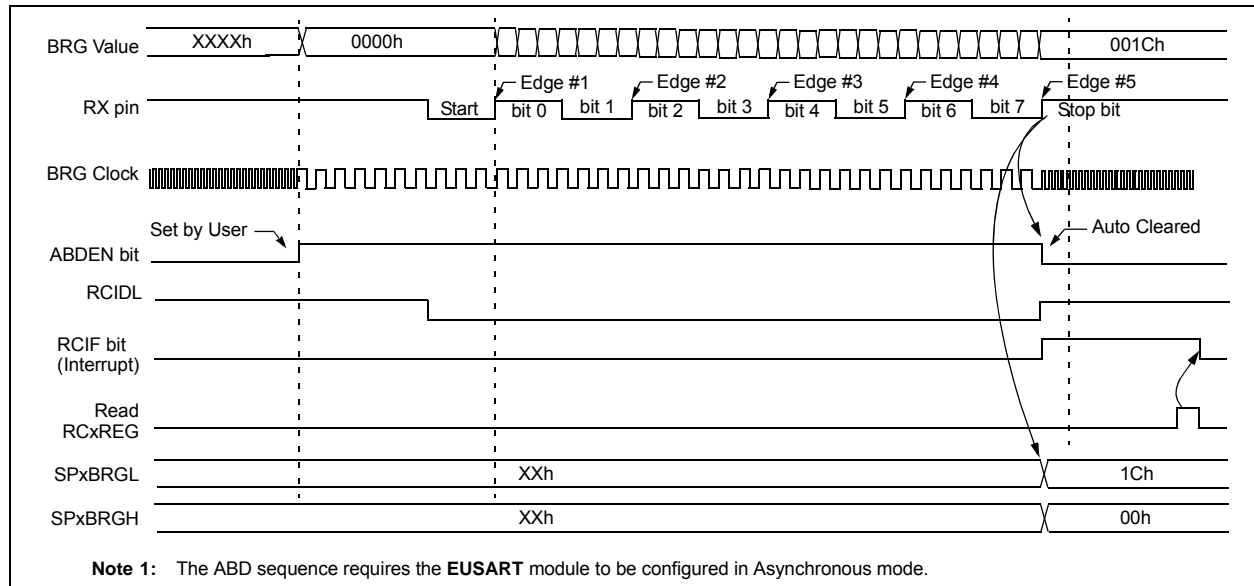 BRG Value XXXXh 0000h 001Ch
Edge #1 Edge #2 Edge #3 Edge #4 Edge #5
RX pin Start bit 0 bit 1 bit 2 bit 3 bit 4 bit 5 bit 6 bit 7 Stop bit
BRG Clock
Set by User Auto Cleared
ABDEN bit
RCIDL
RCIF bit
(Interrupt)
Read
RCxREG
SPxBRGL XXh 1Ch
SPxBRGH XXh 00h
Note 1: The ABD sequence requires the EUSART module to be configured in Asynchronous mode.